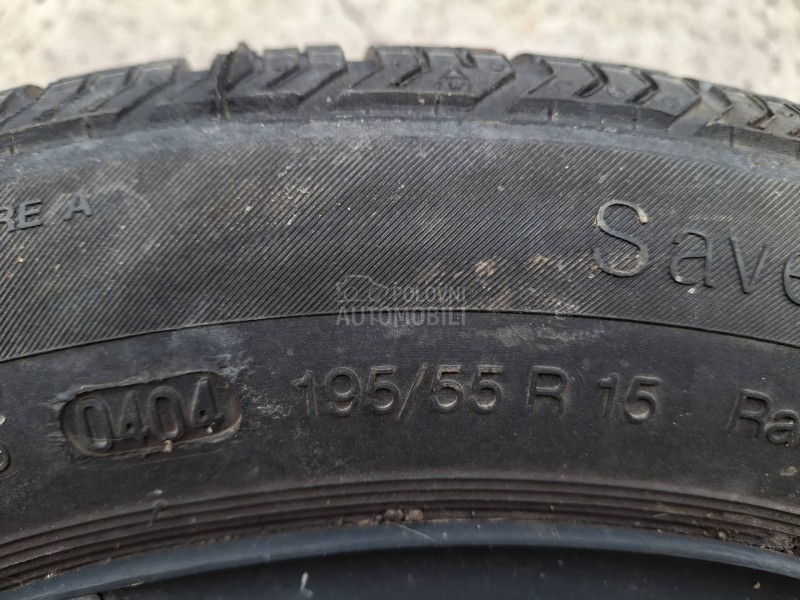 RE A
Save
POLOVNI
AUTOMOBILI
0404 195/55 R 15 Ra